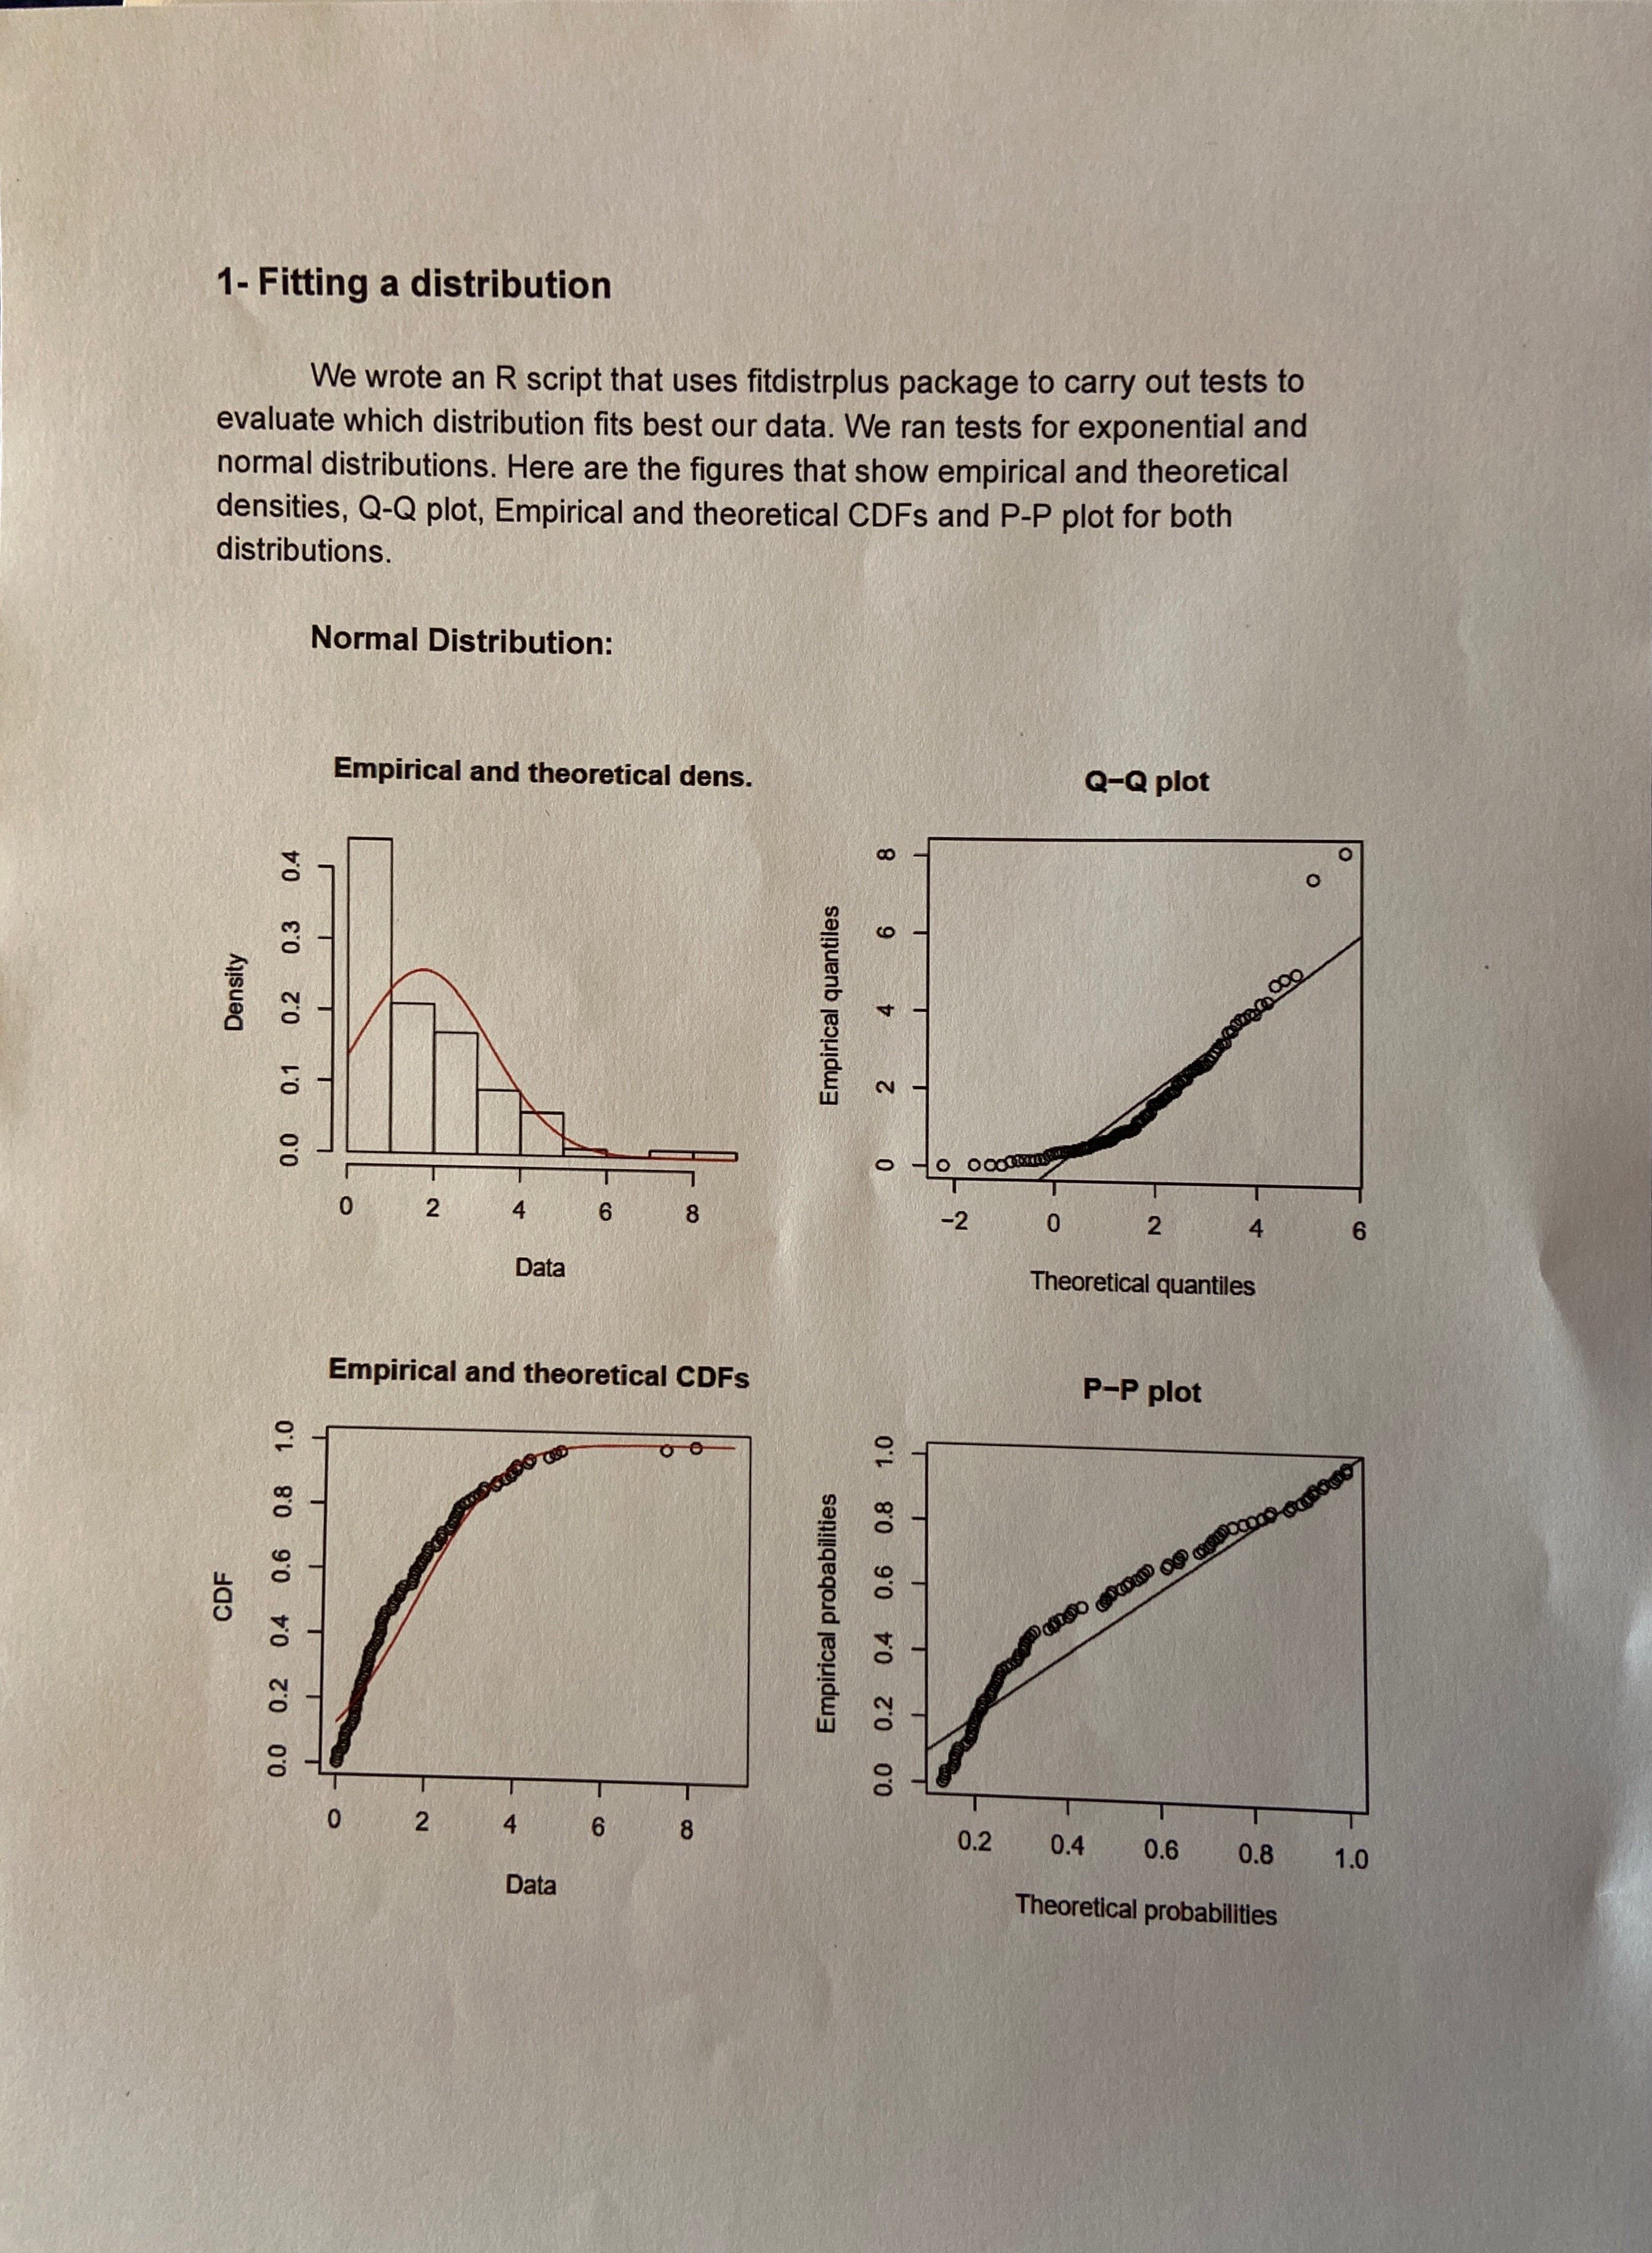 1- Fitting a distribution
We wrote an R script that uses fitdistrplus package to carry out tests to
evaluate which distribution fits best our data. We ran tests for exponential and
normal distributions. Here are the figures that show empirical and theoretical
densities, Q-Q plot, Empirical and theoretical CDFs and P-P plot for both
distributions.
Normal Distribution:
Empirical and theoretical dens.
Density
0.0 0.1 0.2 0.3 0.4
0 2 4 6 8
Data
Q–Q plot
Empirical quantiles
0 2 4 6 8
−2 0 2 4 6
Theoretical quantiles
Empirical and theoretical CDFs
CDF
0.0 0.2 0.4 0.6 0.8 1.0
0 2 4 6 8
Data
P–P plot
Empirical probabilities
0.0 0.2 0.4 0.6 0.8 1.0
0.2 0.4 0.6 0.8 1.0
Theoretical probabilities